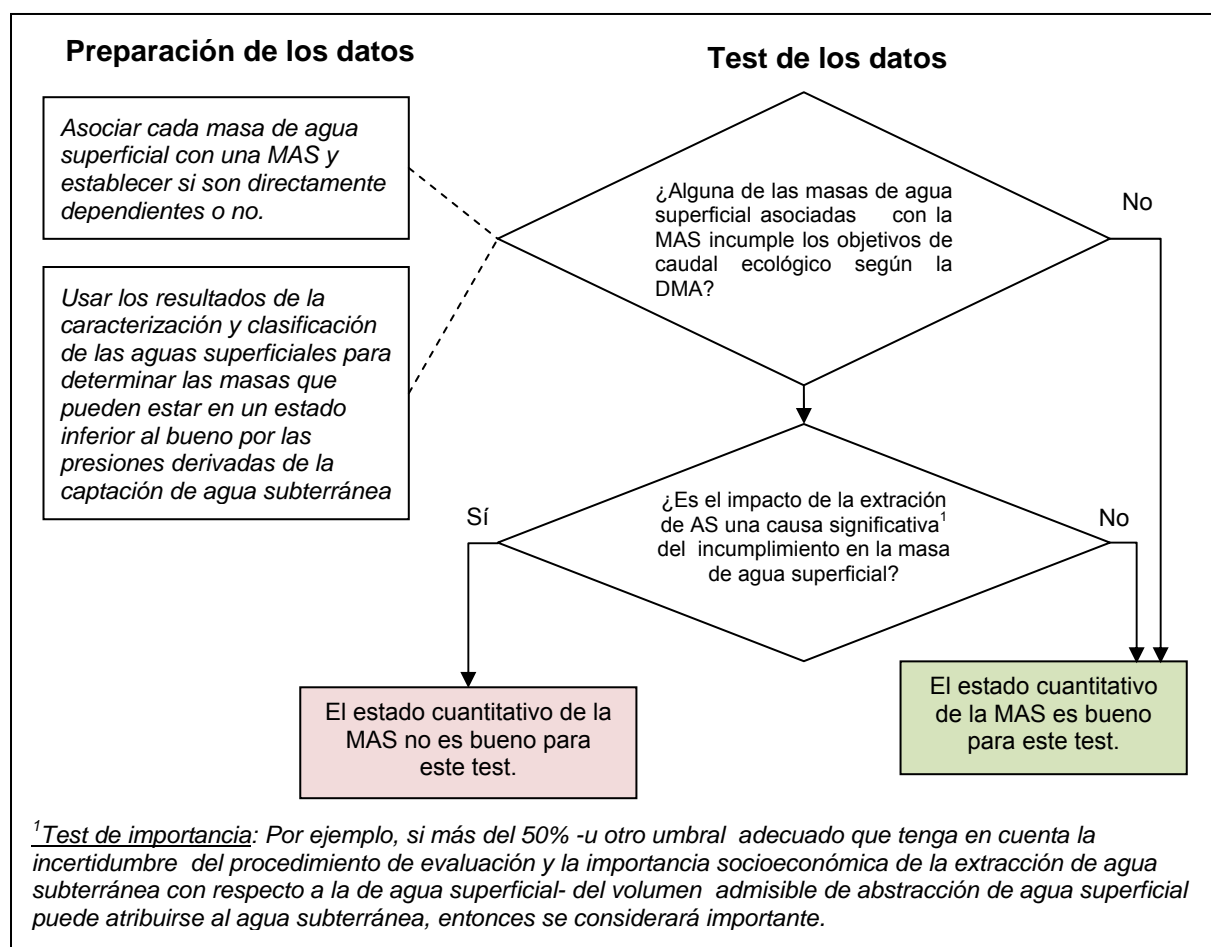 Preparación de los datos
Asociar cada masa de agua
superficial con una MAS y
establecer si son directamente
dependientes o no.
Usar los resultados de la
caracterización y clasificación
de las aguas superficiales para
determinar las masas que
pueden estar en un estado
inferior al bueno por las
presiones derivadas de la
captación de agua subterránea
Test de los datos
¿Alguna de las masas de agua
superficial asociadas con la
MAS incumple los objetivos de
caudal ecológico según la
DMA?
No
¿Es el impacto de la extración
de AS una causa significativa1
del incumplimiento en la masa
de agua superficial?
Sí
No
El estado cuantitativo de la
MAS no es bueno para
este test.
El estado cuantitativo
de la MAS es bueno
para este test.
1Test de importancia: Por ejemplo, si más del 50% -u otro umbral adecuado que tenga en cuenta la
incertidumbre del procedimiento de evaluación y la importancia socioeconómica de la extracción de agua
subterránea con respecto a la de agua superficial- del volumen admisible de abstracción de agua superficial
puede atribuirse al agua subterránea, entonces se considerará importante.